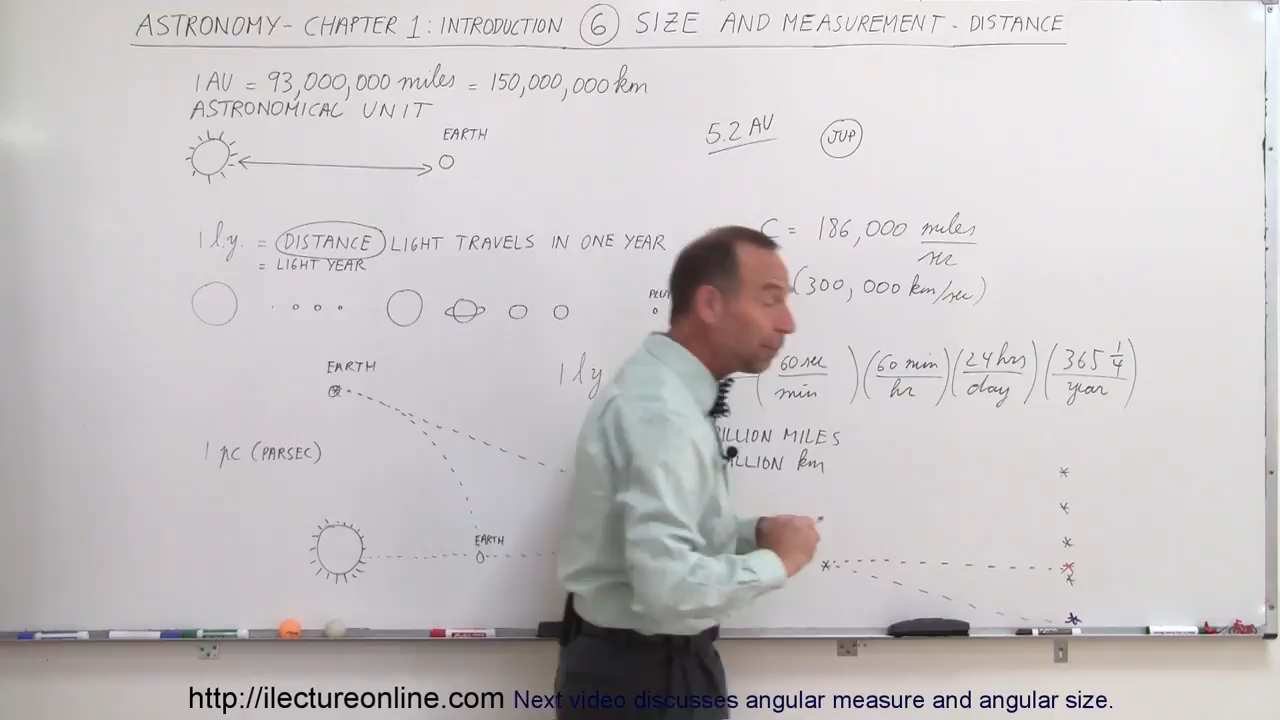 ASTRONOMY - CHAPTER 1: INTRODUCTION 6 SIZE AND MEASUREMENT - DISTANCE
1 AU = 93,000,000 miles = 150,000,000 km
ASTRONOMICAL UNIT
EARTH
5.2 AU JUP
1 l.y. = DISTANCE LIGHT TRAVELS IN ONE YEAR
= LIGHT YEAR
C = 186,000 miles/sec
(300,000 km/sec)
1 l.y. (60 sec/min) (60 min/hr) (24 hrs/day) (365 1/4/year)
EARTH
MILES
km
1 pc (PARSEC)
EARTH
http://ilectureonline.com Next video discusses angular measure and angular size.